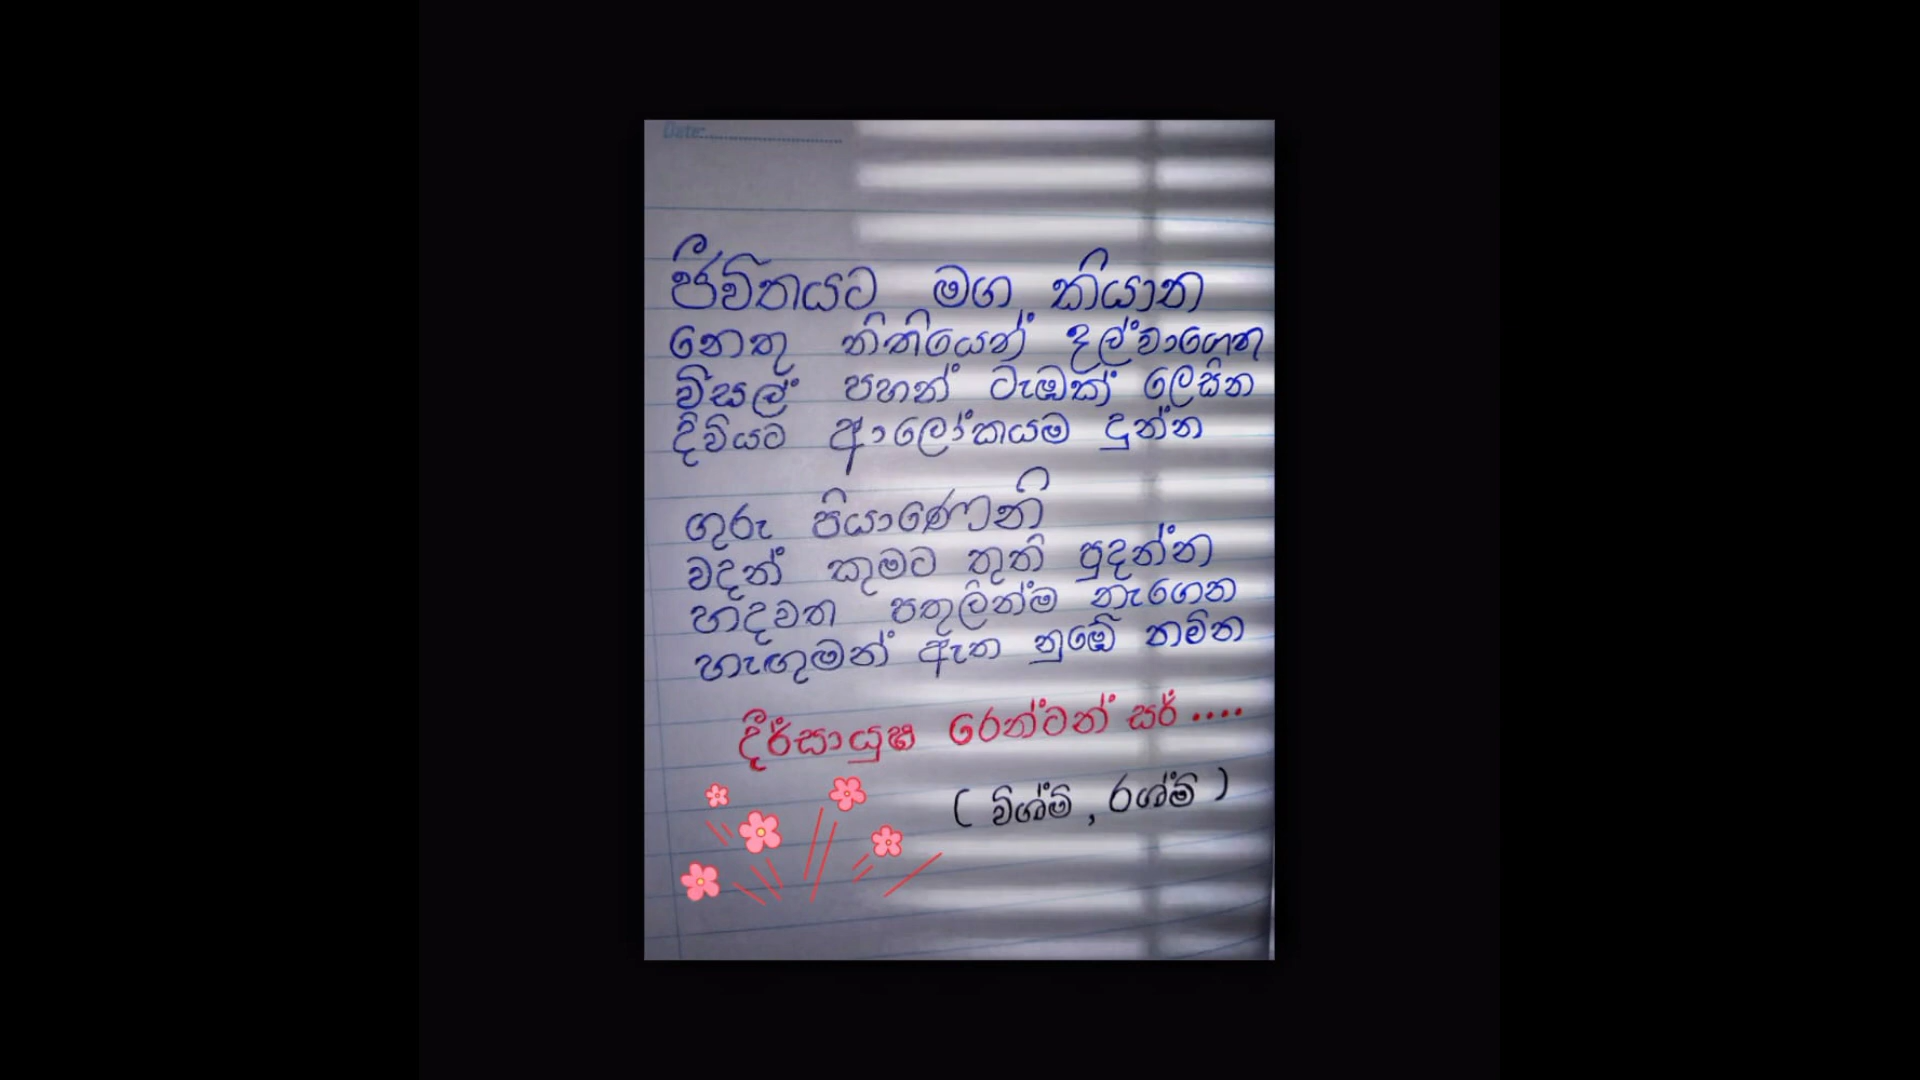 Date:
ජීවිතයට මග කියාන
නෙතු නිතියෙන් දල්වාගෙන
විසල් පහන් ටැඹක් ලෙසින
දිවියට ආලෝකයම දුන්න
ගුරු පියාණෙනි
වදන් කුමට තුති පුදන්න
හදවත පතුලින්ම නැගෙන
හැඟුමන් ඇත නුඹේ නමින
දීර්ඝායුෂ රෙන්ටන් සර් ....
( විශ්මි , රශ්මි )